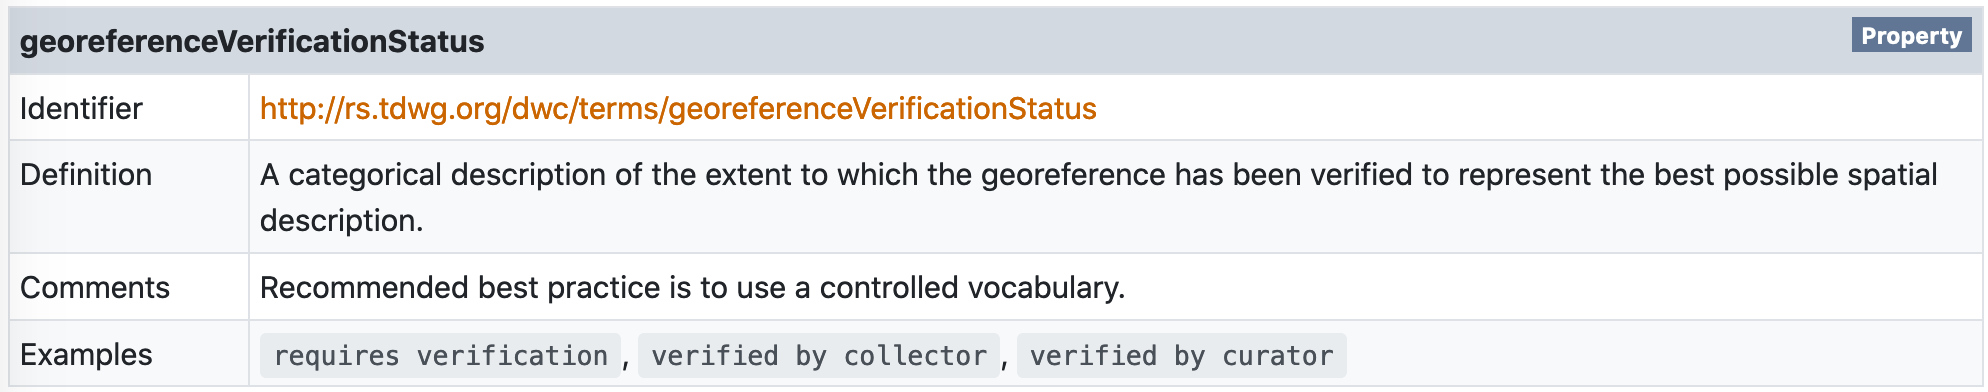 georeferenceVerificationStatus
Property
Identifier
http://rs.tdwg.org/dwc/terms/georeferenceVerificationStatus
Definition
A categorical description of the extent to which the georeference has been verified to represent the best possible spatial
description.
Comments
Recommended best practice is to use a controlled vocabulary.
Examples
requires verification, verified by collector, verified by curator